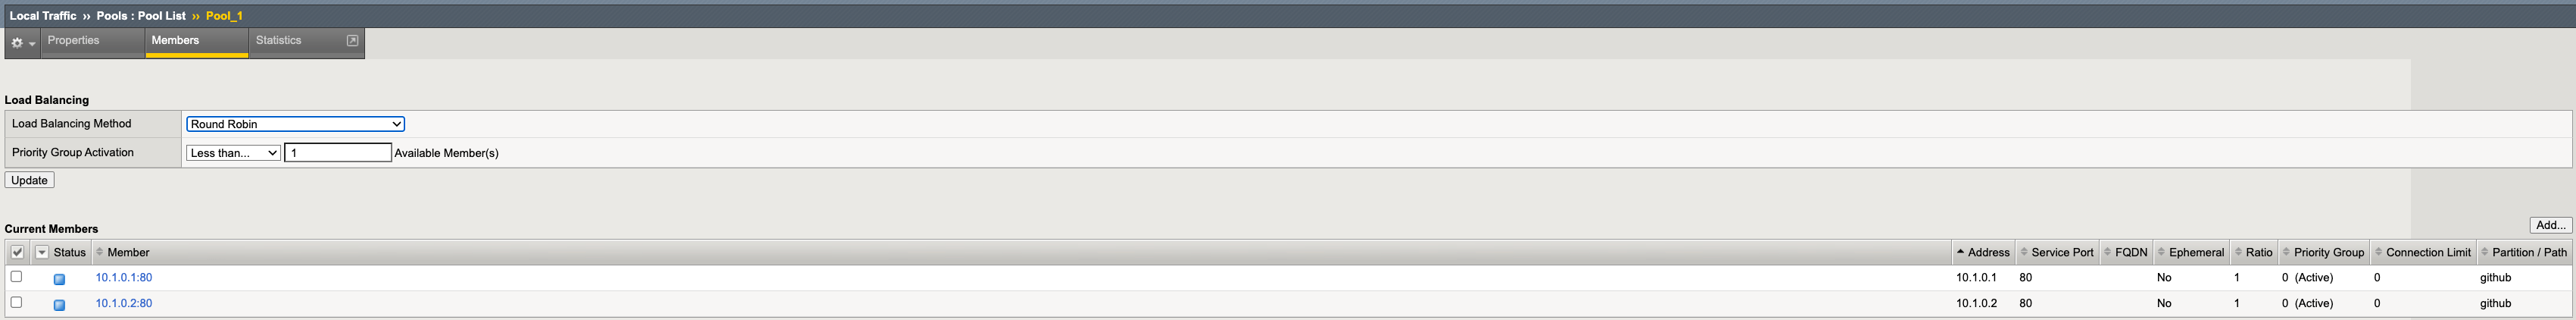 Local Traffic ›› Pools : Pool List ›› Pool_1
Properties Members Statistics
Load Balancing
Load Balancing Method Round Robin
Priority Group Activation Less than... 1 Available Member(s)
Update
Current Members Add...
Status Member Address Service Port FQDN Ephemeral Ratio Priority Group Connection Limit Partition / Path
10.1.0.1:80 10.1.0.1 80 No 1 0 (Active) 0 github
10.1.0.2:80 10.1.0.2 80 No 1 0 (Active) 0 github